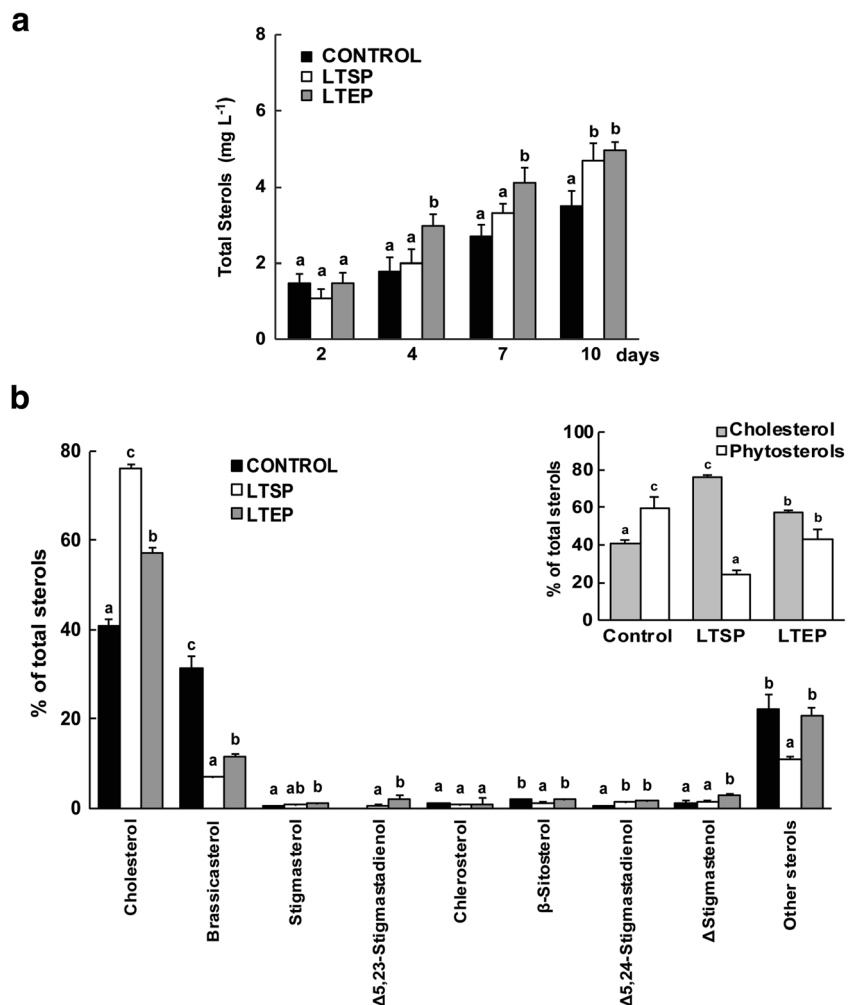 a
8
6
4
2
0
Total Sterols (mg L⁻¹)
CONTROL
LTSP
LTEP
a a a
a a b
a a b
a b b
2 4 7 10 days
b
80
60
40
20
0
% of total sterols
CONTROL
LTSP
LTEP
a c b
c a b
a ab b
a b
a a a
b a b
a b b
a a b
b a b
Cholesterol
Brassicasterol
Stigmasterol
Δ5,23-Stigmastadienol
Chlerosterol
β-Sitosterol
Δ5,24-Stigmastadienol
ΔStigmastenol
Other sterols
100
80
60
40
20
0
% of total sterols
Cholesterol
Phytosterols
a c
c a
b b
Control LTSP LTEP